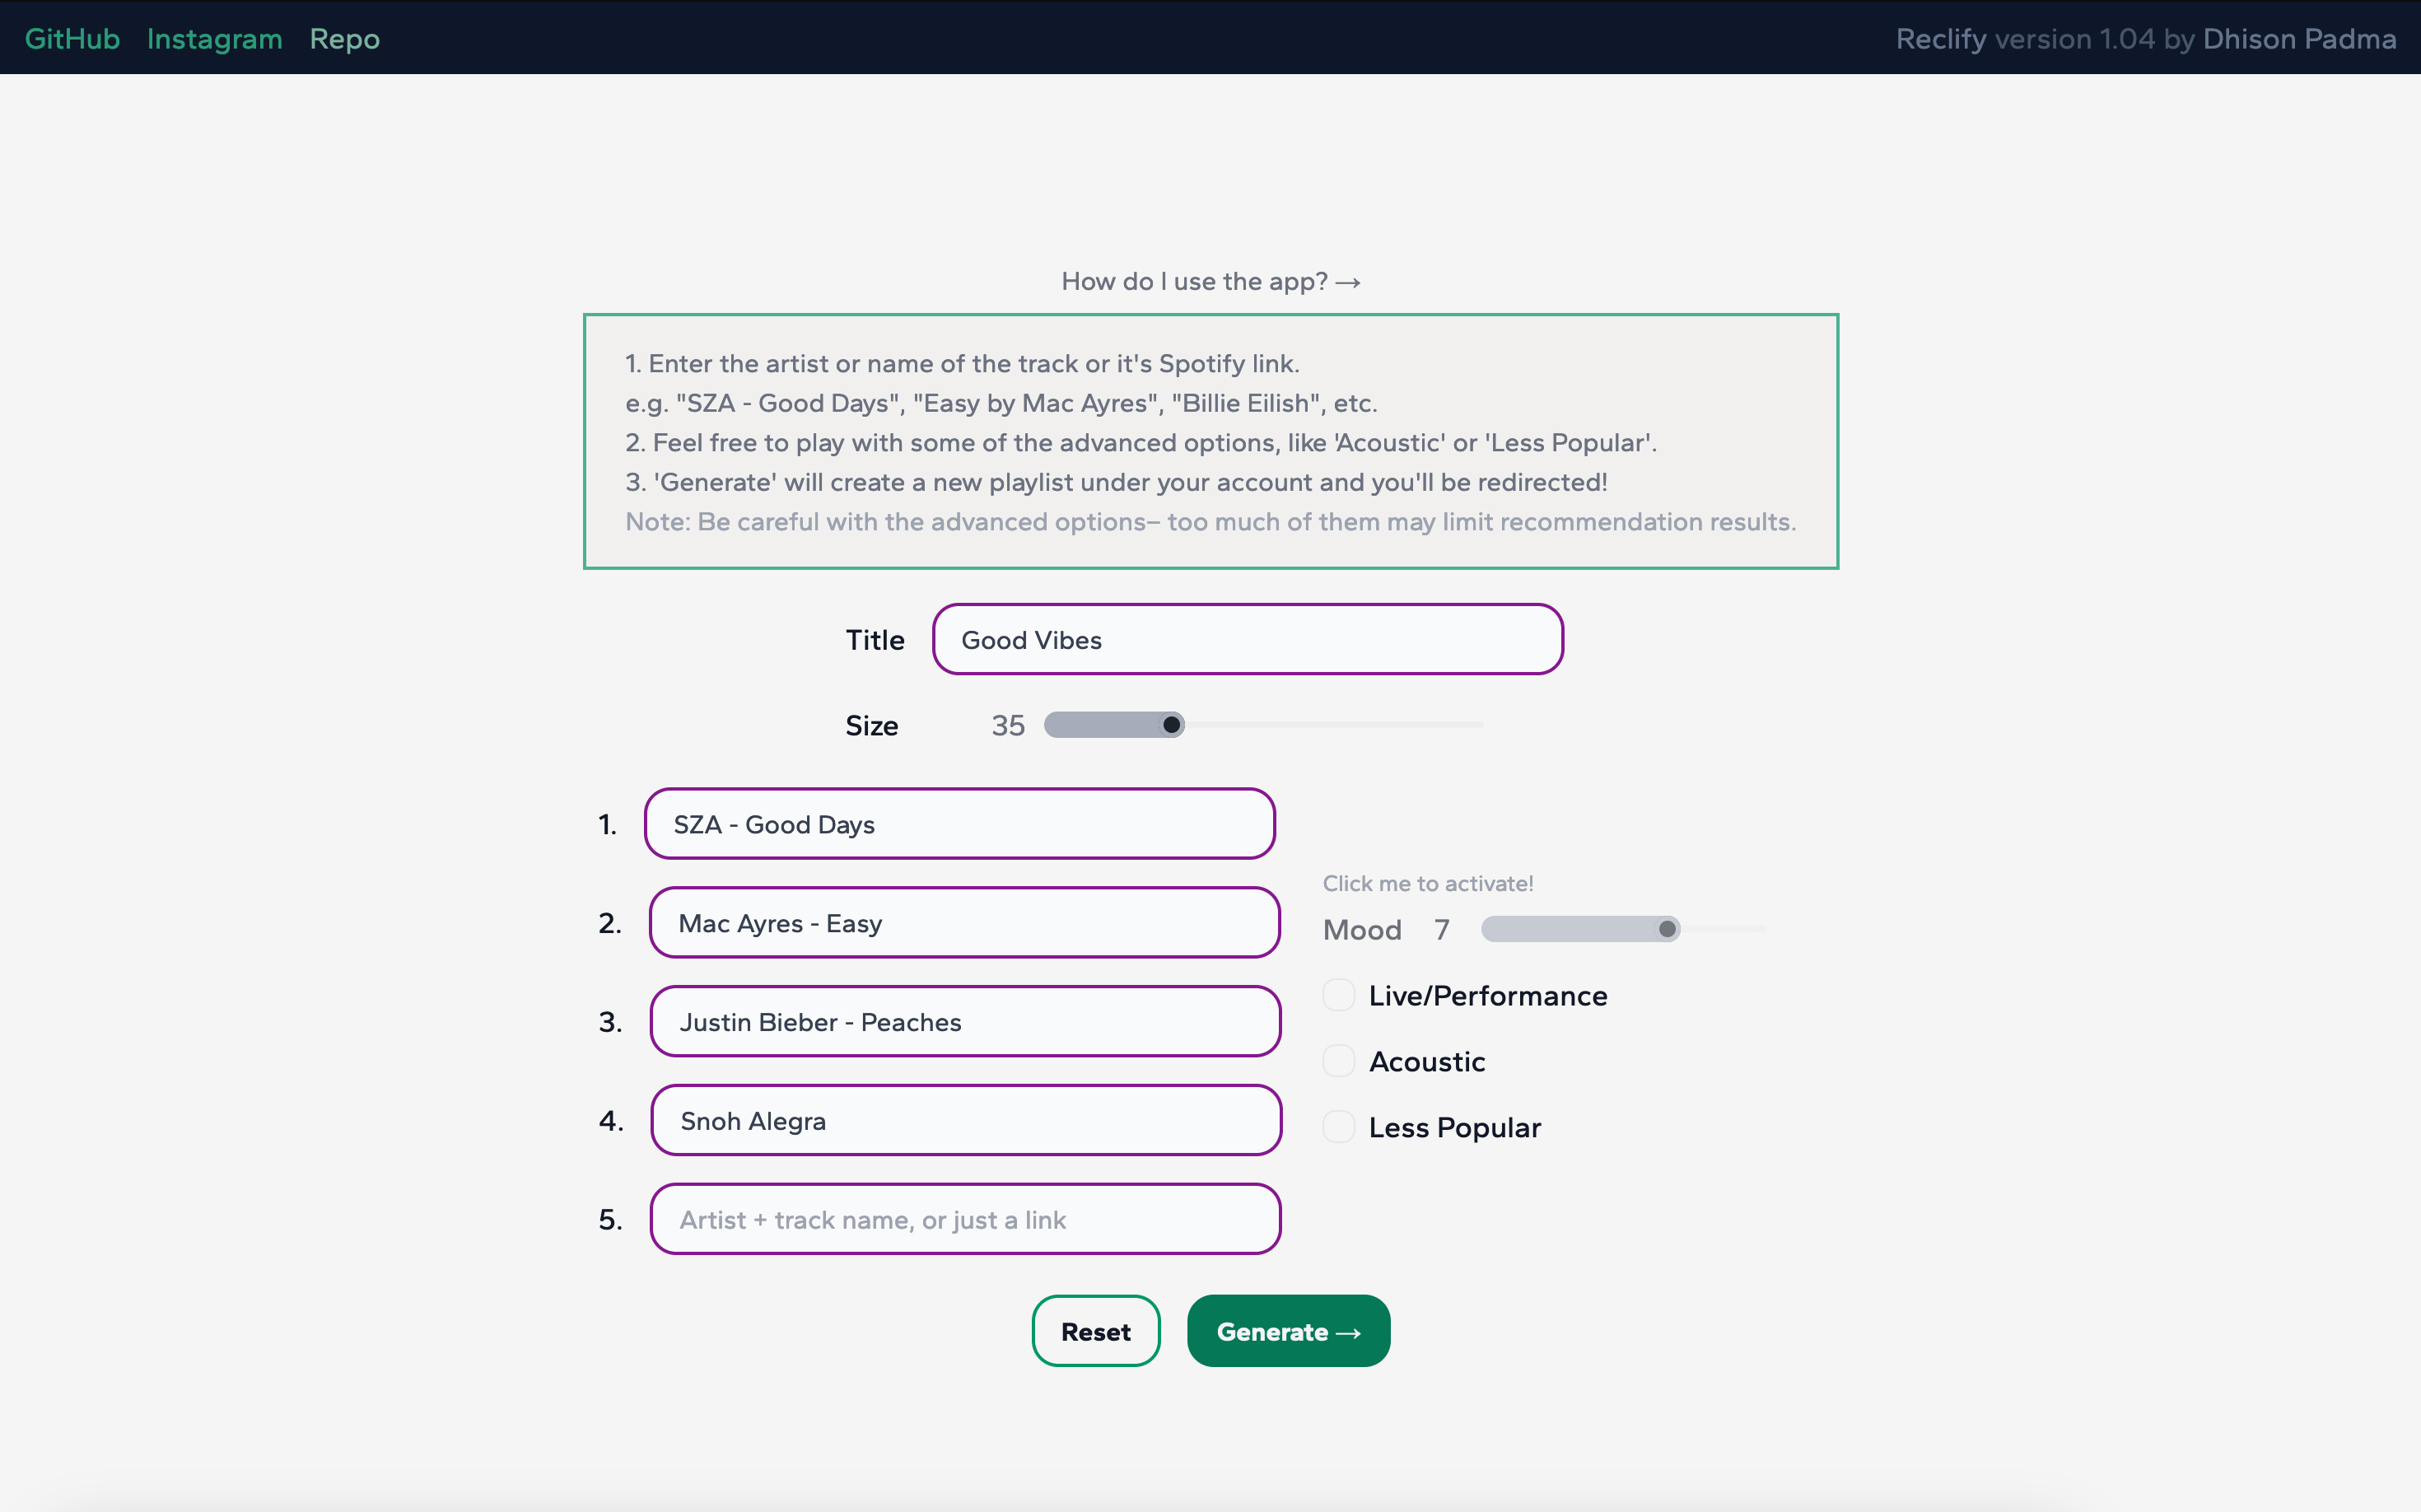 GitHub Instagram Repo
Reclify version 1.04 by Dhison Padma
How do I use the app? →
1. Enter the artist or name of the track or it's Spotify link.
e.g. "SZA - Good Days", "Easy by Mac Ayres", "Billie Eilish", etc.
2. Feel free to play with some of the advanced options, like 'Acoustic' or 'Less Popular'.
3. 'Generate' will create a new playlist under your account and you'll be redirected!
Note: Be careful with the advanced options– too much of them may limit recommendation results.
Title Good Vibes
Size 35
1. SZA - Good Days
2. Mac Ayres - Easy
3. Justin Bieber - Peaches
4. Snoh Alegra
5. Artist + track name, or just a link
Click me to activate!
Mood 7
Live/Performance
Acoustic
Less Popular
Reset
Generate →